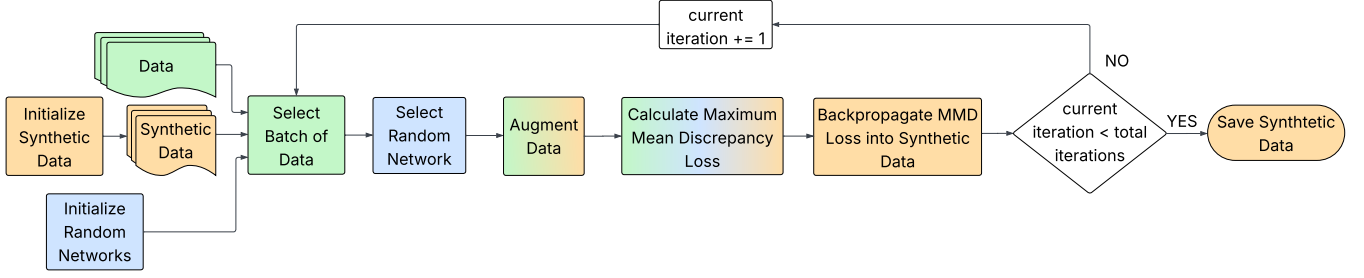 current
iteration += 1
Data
NO
Initialize
Synthetic
Data
Synthetic
Data
Select
Batch of
Data
Select
Random
Network
Augment
Data
Calculate Maximum
Mean Discrepancy
Loss
Backpropagate MMD
Loss into Synthetic
Data
current
iteration < total
iterations
YES
Save Synthtetic
Data
Initialize
Random
Networks